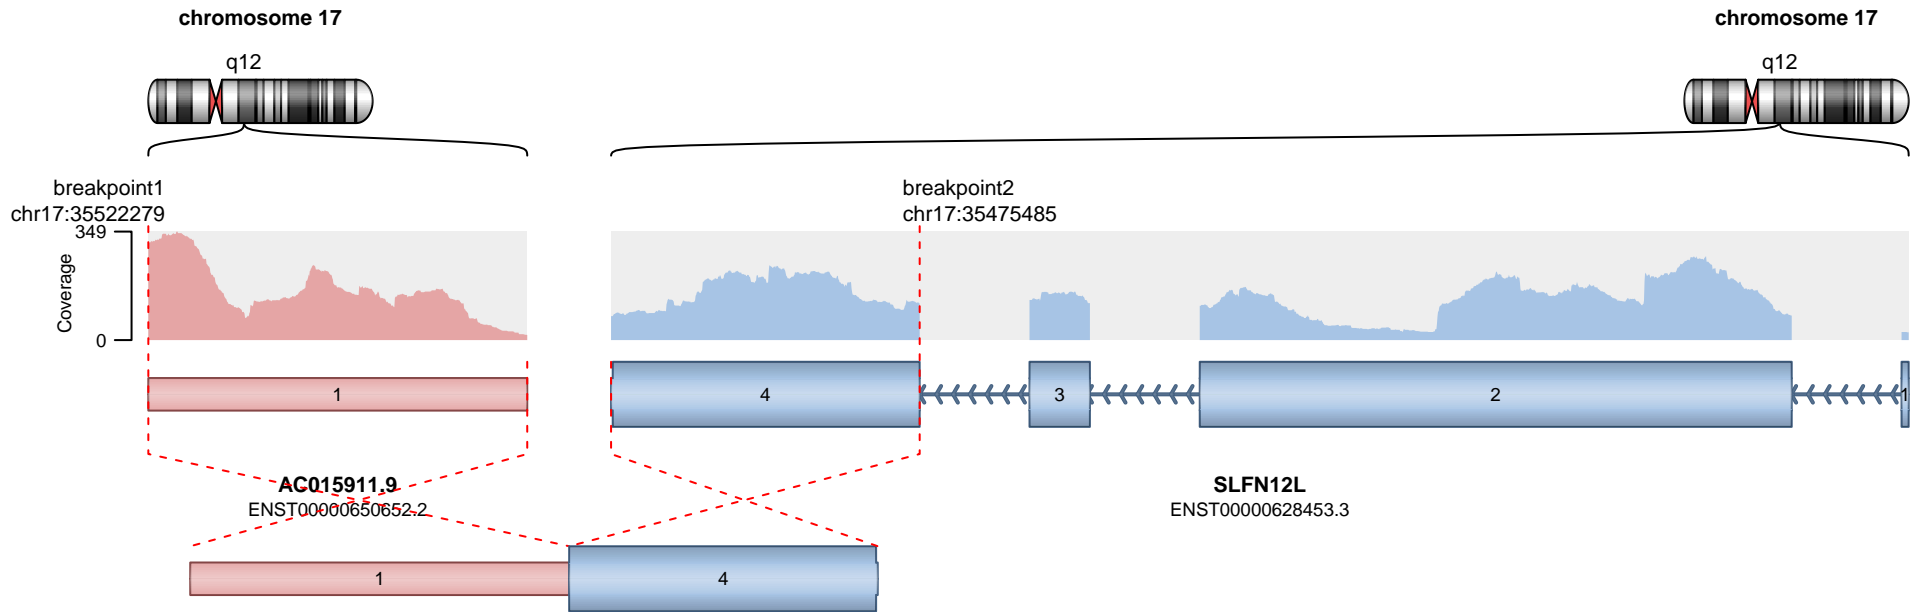 chromosome 17
chromosome 17
q12
q12
breakpoint1
chr17:35522279
breakpoint2
chr17:35475485
349
Coverage
0
1
4
3
2
1
AC015911.9
ENST00000650652.2
SLFN12L
ENST00000628453.3
1
4